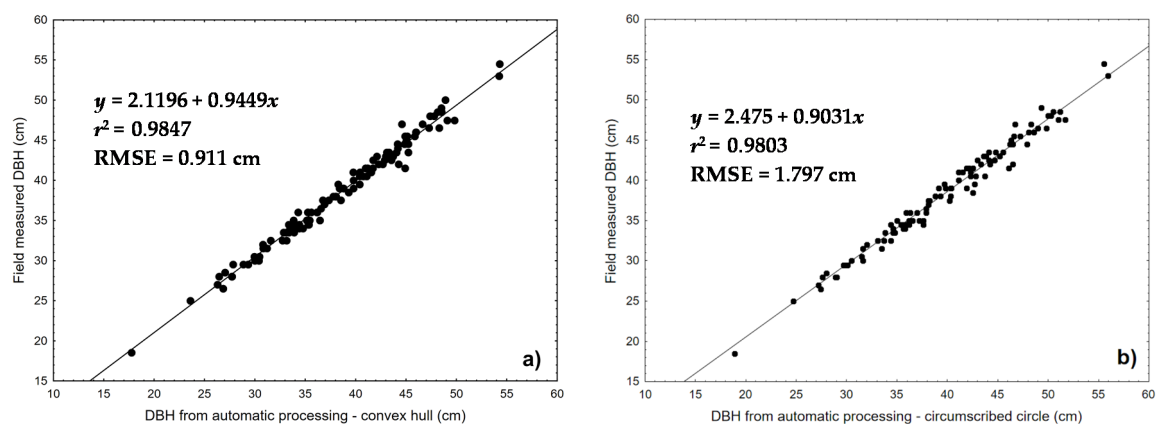 60
55
50
45
40
35
30
25
20
15
Field measured DBH (cm)
y = 2.1196 + 0.9449x
r² = 0.9847
RMSE = 0.911 cm
a)
10 15 20 25 30 35 40 45 50 55 60
DBH from automatic processing - convex hull (cm)
60
55
50
45
40
35
30
25
20
15
Field measured DBH (cm)
y = 2.475 + 0.9031x
r² = 0.9803
RMSE = 1.797 cm
b)
10 15 20 25 30 35 40 45 50 55 60
DBH from automatic processing - circumscribed circle (cm)